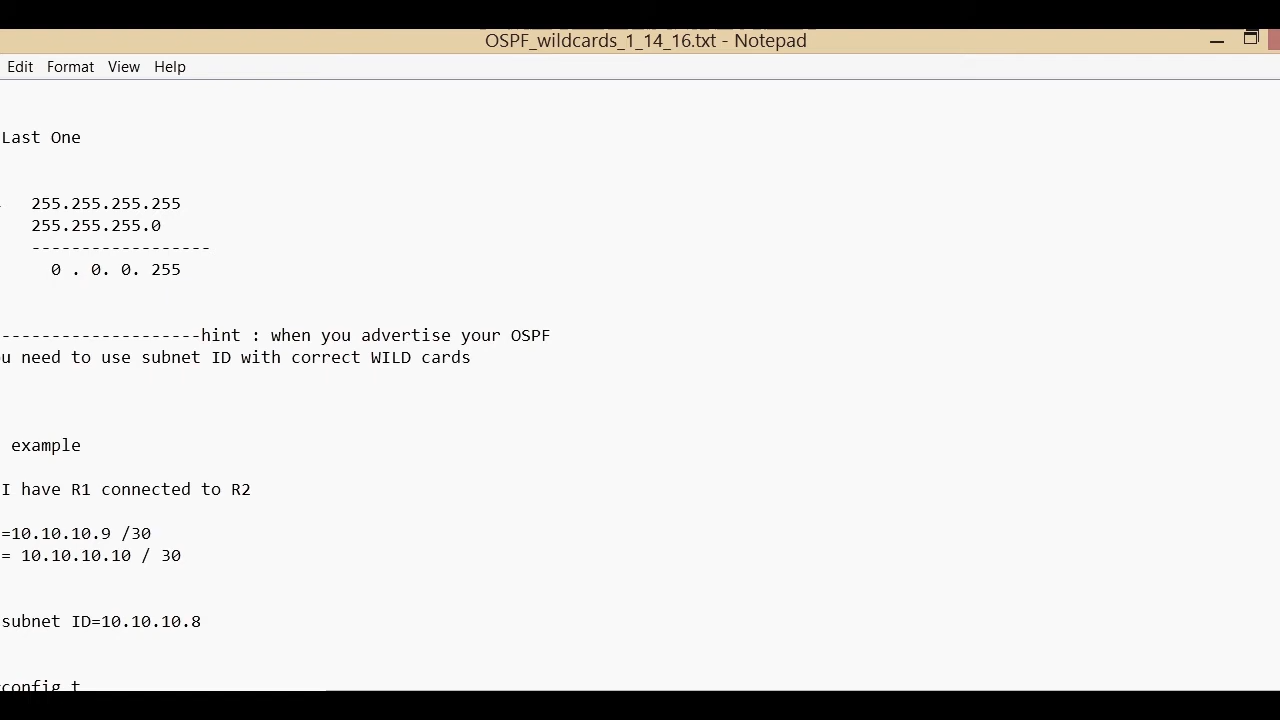 OSPF_wildcards_1_14_16.txt - Notepad
Edit Format View Help
Last One
255.255.255.255
255.255.255.0
------------------
0 . 0. 0. 255
--------------------hint : when you advertise your OSPF
need to use subnet ID with correct WILD cards
example
I have R1 connected to R2
=10.10.10.9 /30
= 10.10.10.10 / 30
subnet ID=10.10.10.8
config t